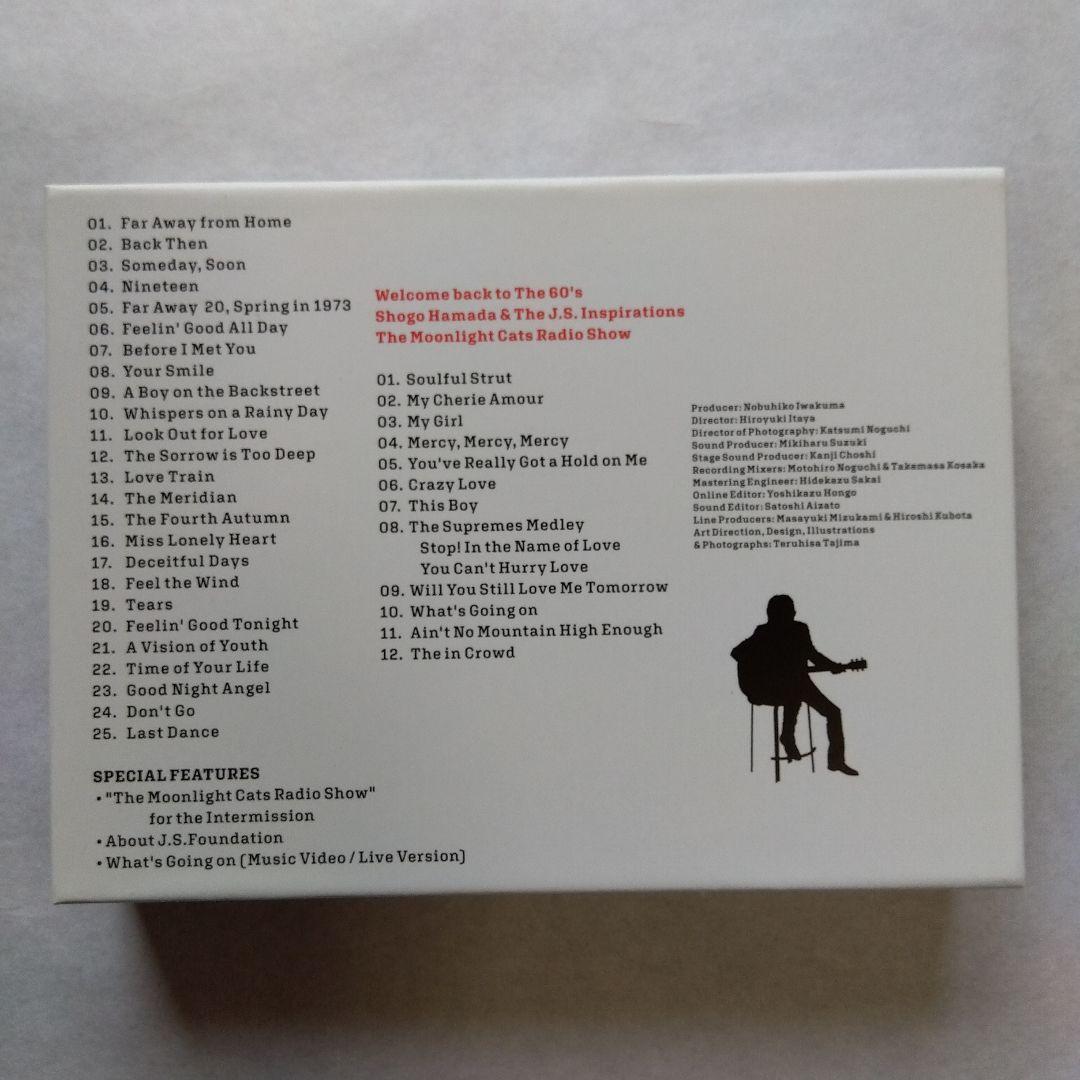 01. Far Away from Home
02. Back Then
03. Someday, Soon
04. Nineteen
05. Far Away 20, Spring in 1973
06. Feelin' Good All Day
07. Before I Met You
08. Your Smile
09. A Boy on the Backstreet
10. Whispers on a Rainy Day
11. Look Out for Love
12. The Sorrow is Too Deep
13. Love Train
14. The Meridian
15. The Fourth Autumn
16. Miss Lonely Heart
17. Deceitful Days
18. Feel the Wind
19. Tears
20. Feelin' Good Tonight
21. A Vision of Youth
22. Time of Your Life
23. Good Night Angel
24. Don't Go
25. Last Dance
SPECIAL FEATURES
• "The Moonlight Cats Radio Show"
for the Intermission
• About J.S.Foundation
• What's Going on (Music Video / Live Version)
Welcome back to The 60's
Shogo Hamada & The J.S. Inspirations
The Moonlight Cats Radio Show
01. Soulful Strut
02. My Cherie Amour
03. My Girl
04. Mercy, Mercy, Mercy
05. You've Really Got a Hold on Me
06. Crazy Love
07. This Boy
08. The Supremes Medley
Stop! In the Name of Love
You Can't Hurry Love
09. Will You Still Love Me Tomorrow
10. What's Going on
11. Ain't No Mountain High Enough
12. The in Crowd
Producer: Nobuhiko Iwakuma
Director: Hiroyuki Itaya
Director of Photography: Katsumi Noguchi
Sound Producer: Mikiharu Suzuki
Stage Sound Producer: Kanji Choshi
Recording Mixers: Motohiro Noguchi & Takamasa Kosaka
Mastering Engineer: Hidekazu Sakai
Online Editor: Yoshikazu Hongo
Sound Editor: Satoshi Aizato
Line Producers: Masayuki Mizukami & Hiroshi Kubota
Art Direction, Design, Illustrations
& Photographs: Teruhisa Tajima